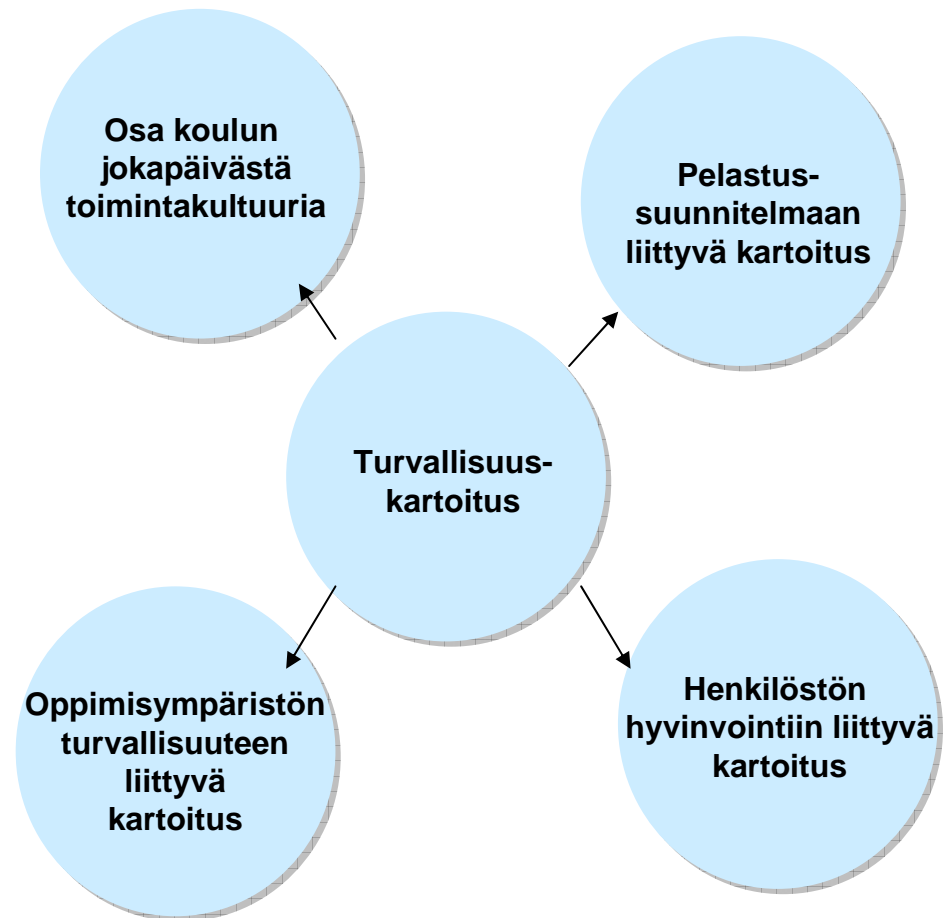 Osa koulun
jokapäivästä
toimintakultuuria
Pelastus-
suunnitelmaan
liittyvä kartoitus
Turvallisuus-
kartoitus
Oppimisympäristön
turvallisuuteen
liittyvä
kartoitus
Henkilöstön
hyvinvointiin liittyvä
kartoitus